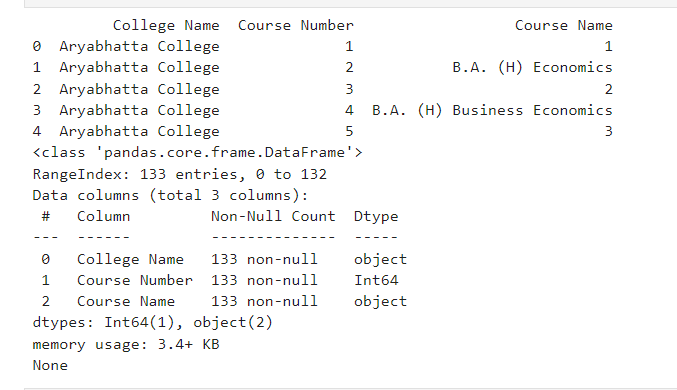 College Name Course Number Course Name
0 Aryabhatta College 1 1
1 Aryabhatta College 2 B.A. (H) Economics
2 Aryabhatta College 3 2
3 Aryabhatta College 4 B.A. (H) Business Economics
4 Aryabhatta College 5 3
<class 'pandas.core.frame.DataFrame'>
RangeIndex: 133 entries, 0 to 132
Data columns (total 3 columns):
# Column Non-Null Count Dtype
--- ------ -------------- -----
0 College Name 133 non-null object
1 Course Number 133 non-null Int64
2 Course Name 133 non-null object
dtypes: Int64(1), object(2)
memory usage: 3.4+ KB
None